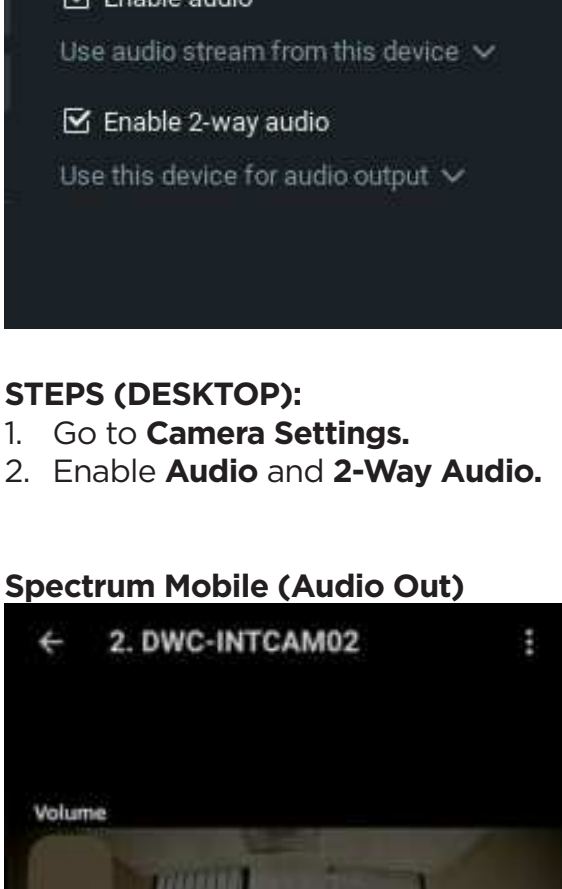 Enable audio
Use audio stream from this device
Enable 2-way audio
Use this device for audio output
STEPS (DESKTOP):
1. Go to Camera Settings.
2. Enable Audio and 2-Way Audio.
Spectrum Mobile (Audio Out)
2. DWC-INTCAM02
Volume